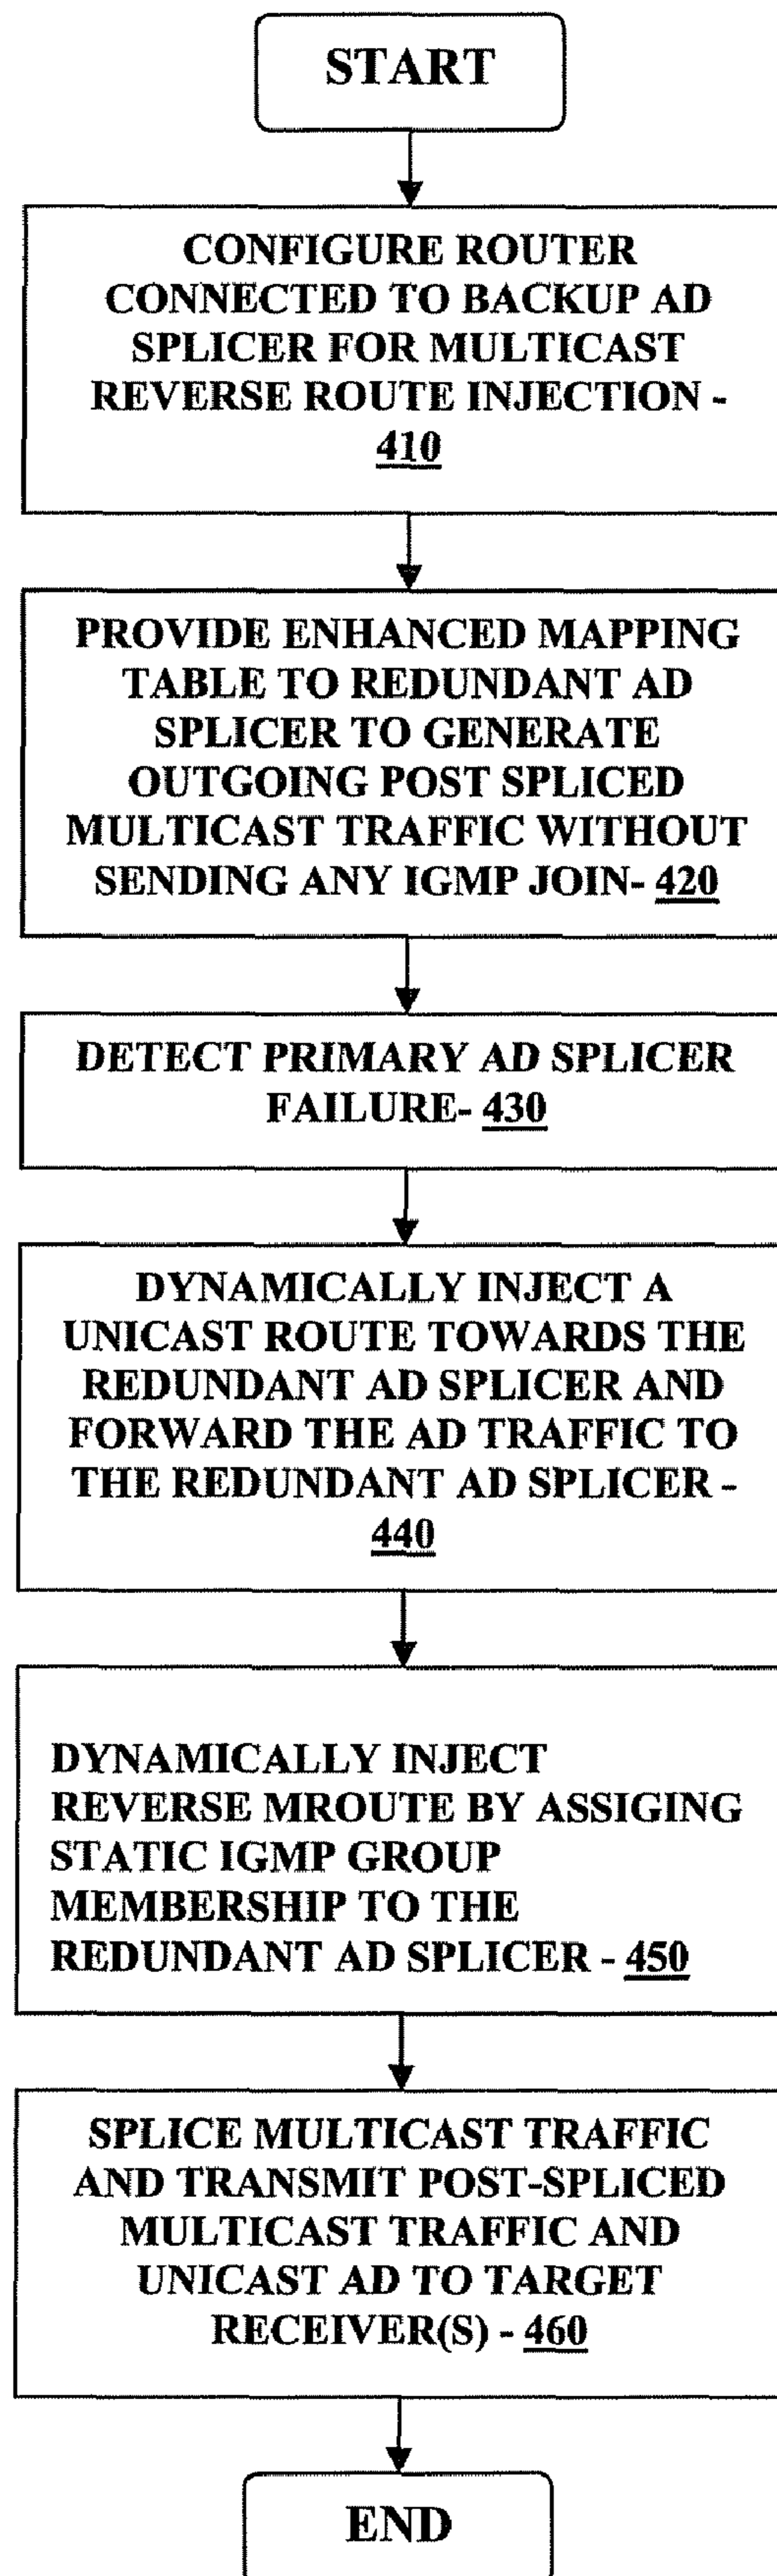 START
CONFIGURE ROUTER
CONNECTED TO BACKUP AD
SPLICER FOR MULTICAST
REVERSE ROUTE INJECTION -
410
PROVIDE ENHANCED MAPPING
TABLE TO REDUNDANT AD
SPLICER TO GENERATE
OUTGOING POST SPLICED
MULTICAST TRAFFIC WITHOUT
SENDING ANY IGMP JOIN- 420
DETECT PRIMARY AD SPLICER
FAILURE- 430
DYNAMICALLY INJECT A
UNICAST ROUTE TOWARDS THE
REDUNDANT AD SPLICER AND
FORWARD THE AD TRAFFIC TO
THE REDUNDANT AD SPLICER -
440
DYNAMICALLY INJECT
REVERSE MROUTE BY ASSIGING
STATIC IGMP GROUP
MEMBERSHIP TO THE
REDUNDANT AD SPLICER - 450
SPLICE MULTICAST TRAFFIC
AND TRANSMIT POST-SPLICED
MULTICAST TRAFFIC AND
UNICAST AD TO TARGET
RECEIVER(S) - 460
END